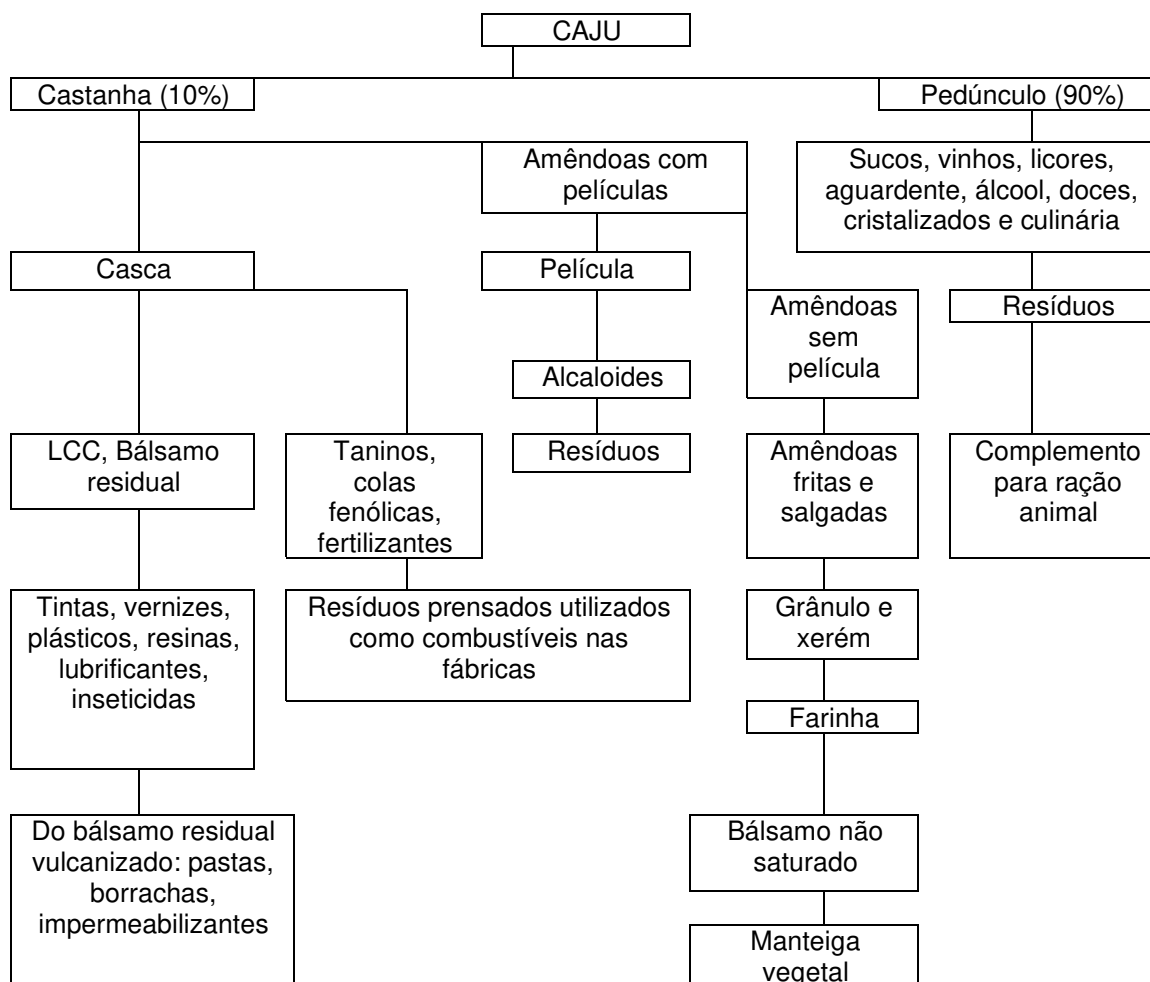 CAJU
Castanha (10%)
Pedúnculo (90%)
Amêndoas com
películas
Sucos, vinhos, licores,
aguardente, álcool, doces,
cristalizados e culinária
Casca
Película
Amêndoas
sem
película
Resíduos
Alcaloides
LCC, Bálsamo
residual
Taninos,
colas
fenólicas,
fertilizantes
Resíduos
Amêndoas
fritas e
salgadas
Complemento
para ração
animal
Tintas, vernizes,
plásticos, resinas,
lubrificantes,
inseticidas
Resíduos prensados utilizados
como combustíveis nas
fábricas
Grânulo e
xerém
Farinha
Do bálsamo residual
vulcanizado: pastas,
borrachas,
impermeabilizantes
Bálsamo não
saturado
Manteiga
vegetal